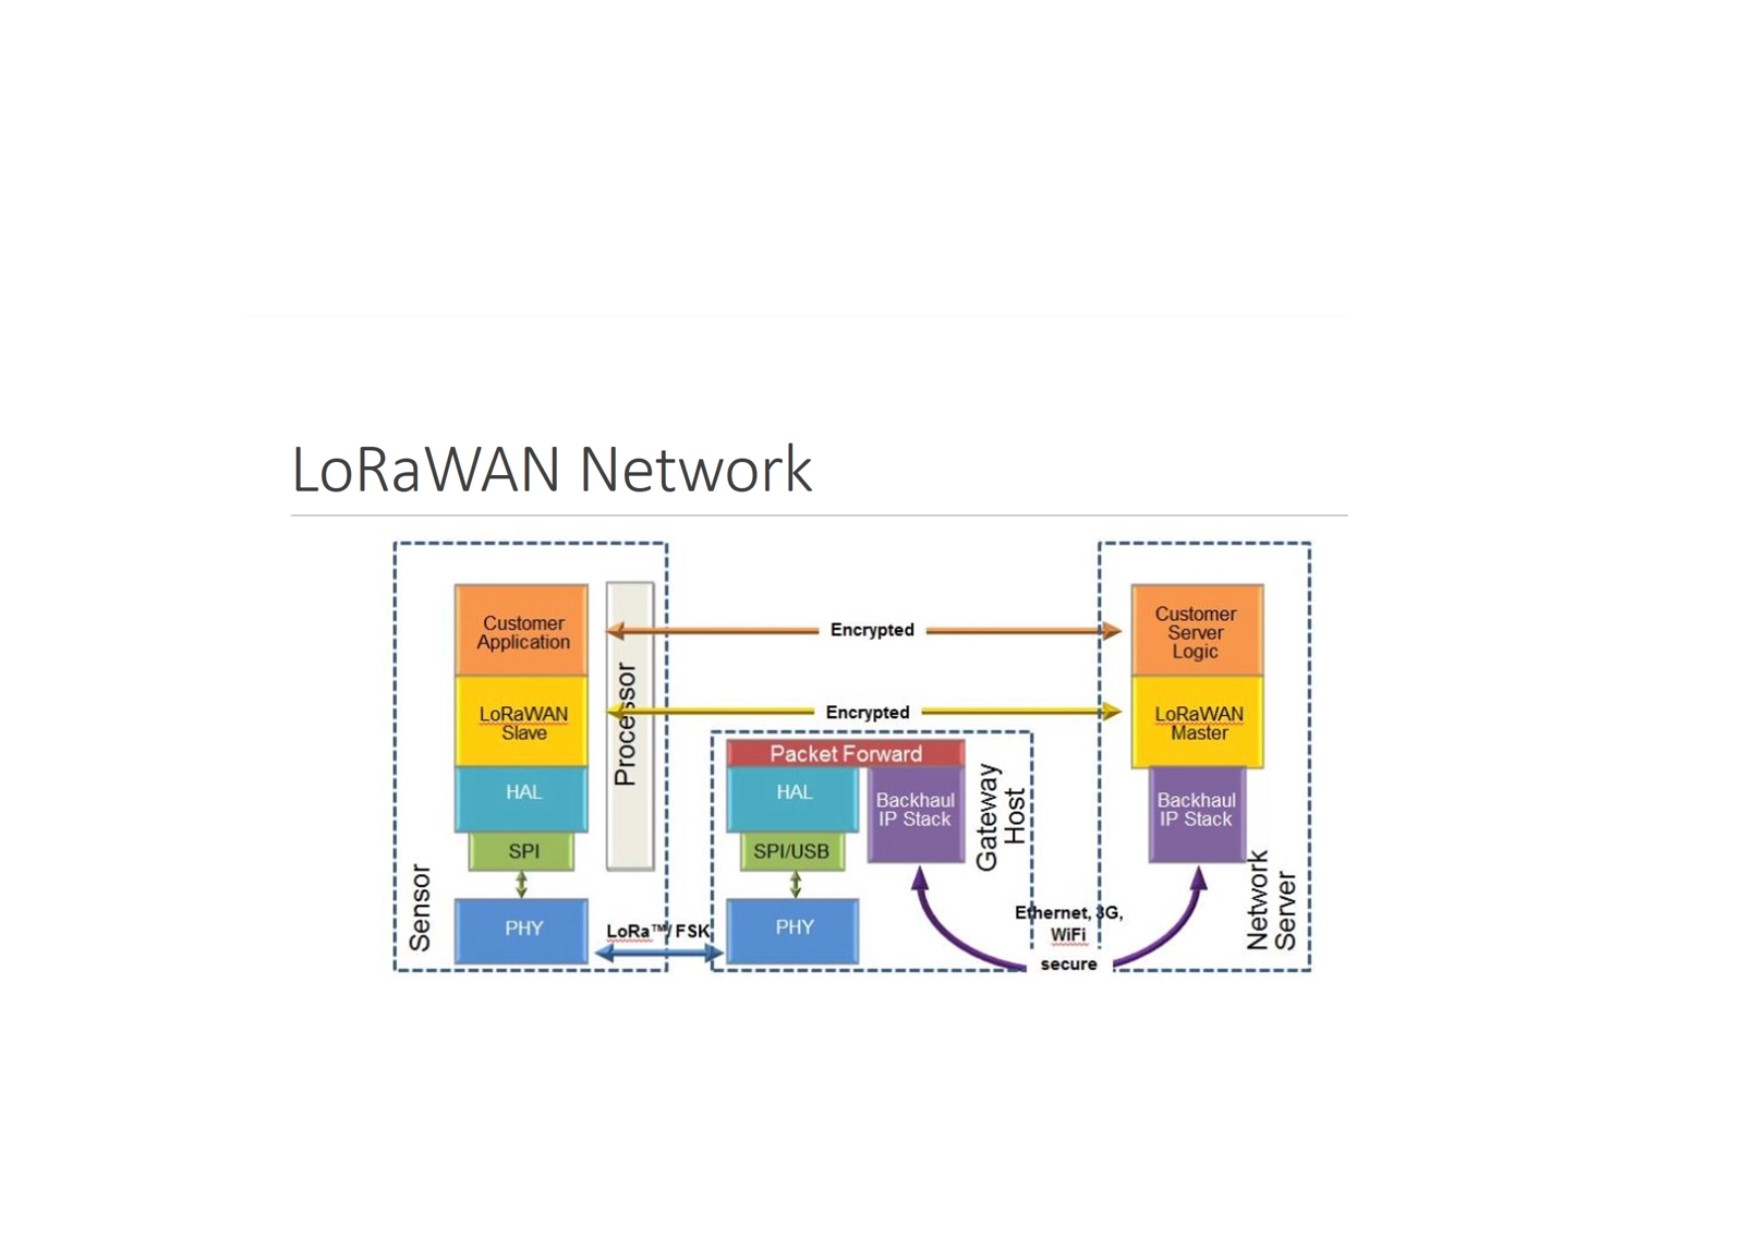 LoRaWAN Network
Customer
Application
LoRaWAN
Slave
HAL
SPI
PHY
Sensor
Processor
Encrypted
Encrypted
LoRa™/ FSK
Packet Forward
HAL
SPI/USB
PHY
Backhaul
IP Stack
Gateway
Host
Ethernet, 3G,
WiFi
secure
Customer
Server
Logic
LoRaWAN
Master
Backhaul
IP Stack
Network
Server